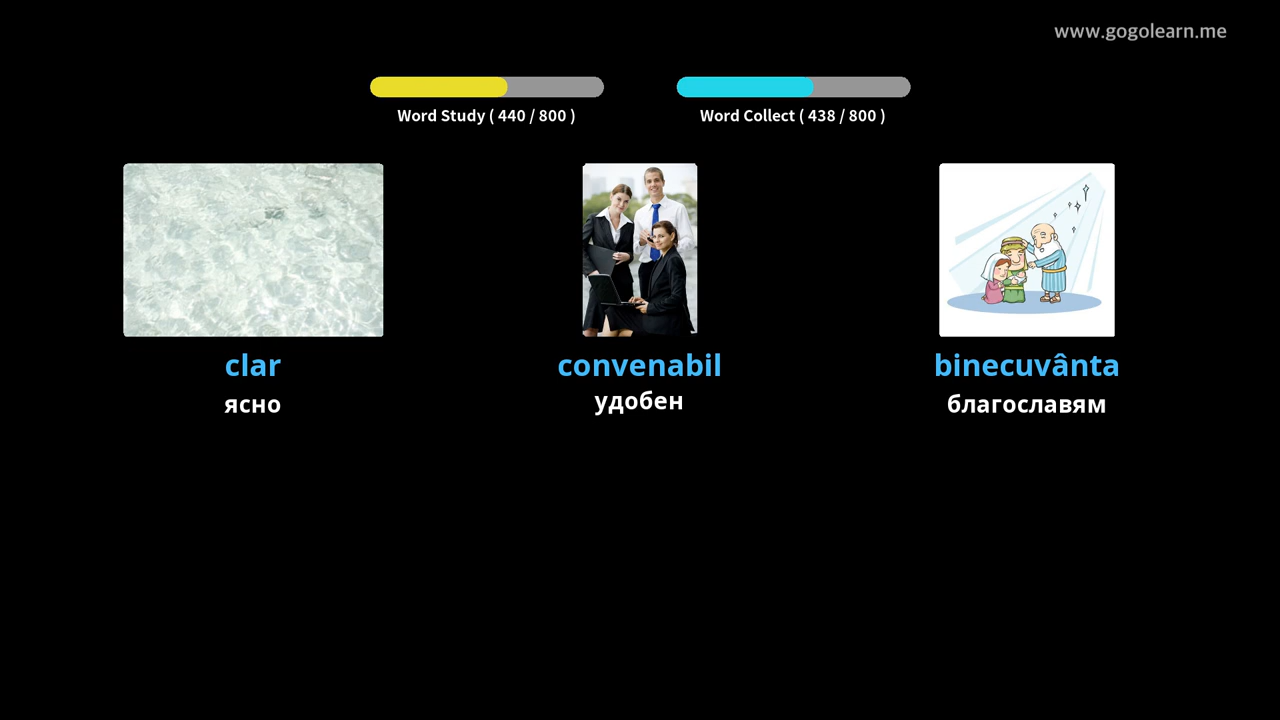 www.gogolearn.me
Word Study ( 440 / 800 )
Word Collect ( 438 / 800 )
clar
convenabil
binecuvânta
ясно
удобен
благославям